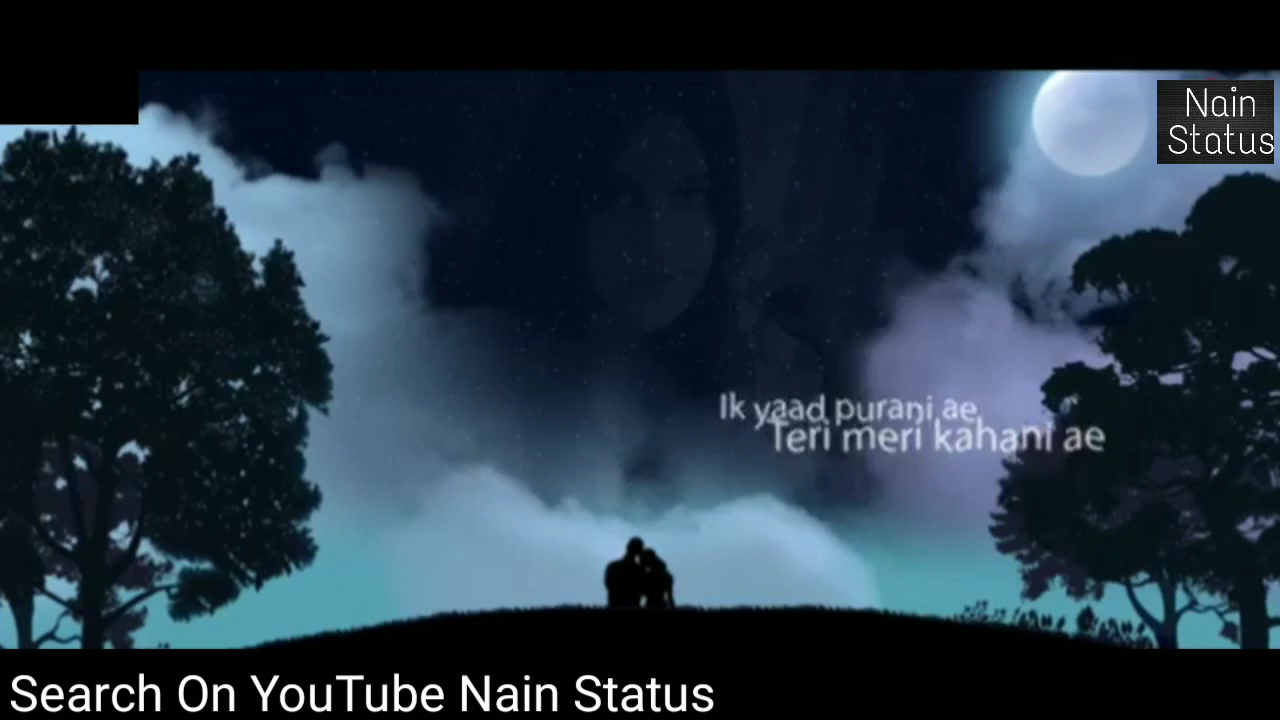 Nain
Status
Ik yaad purani ae
Teri meri kahani ae
Search On YouTube Nain Status